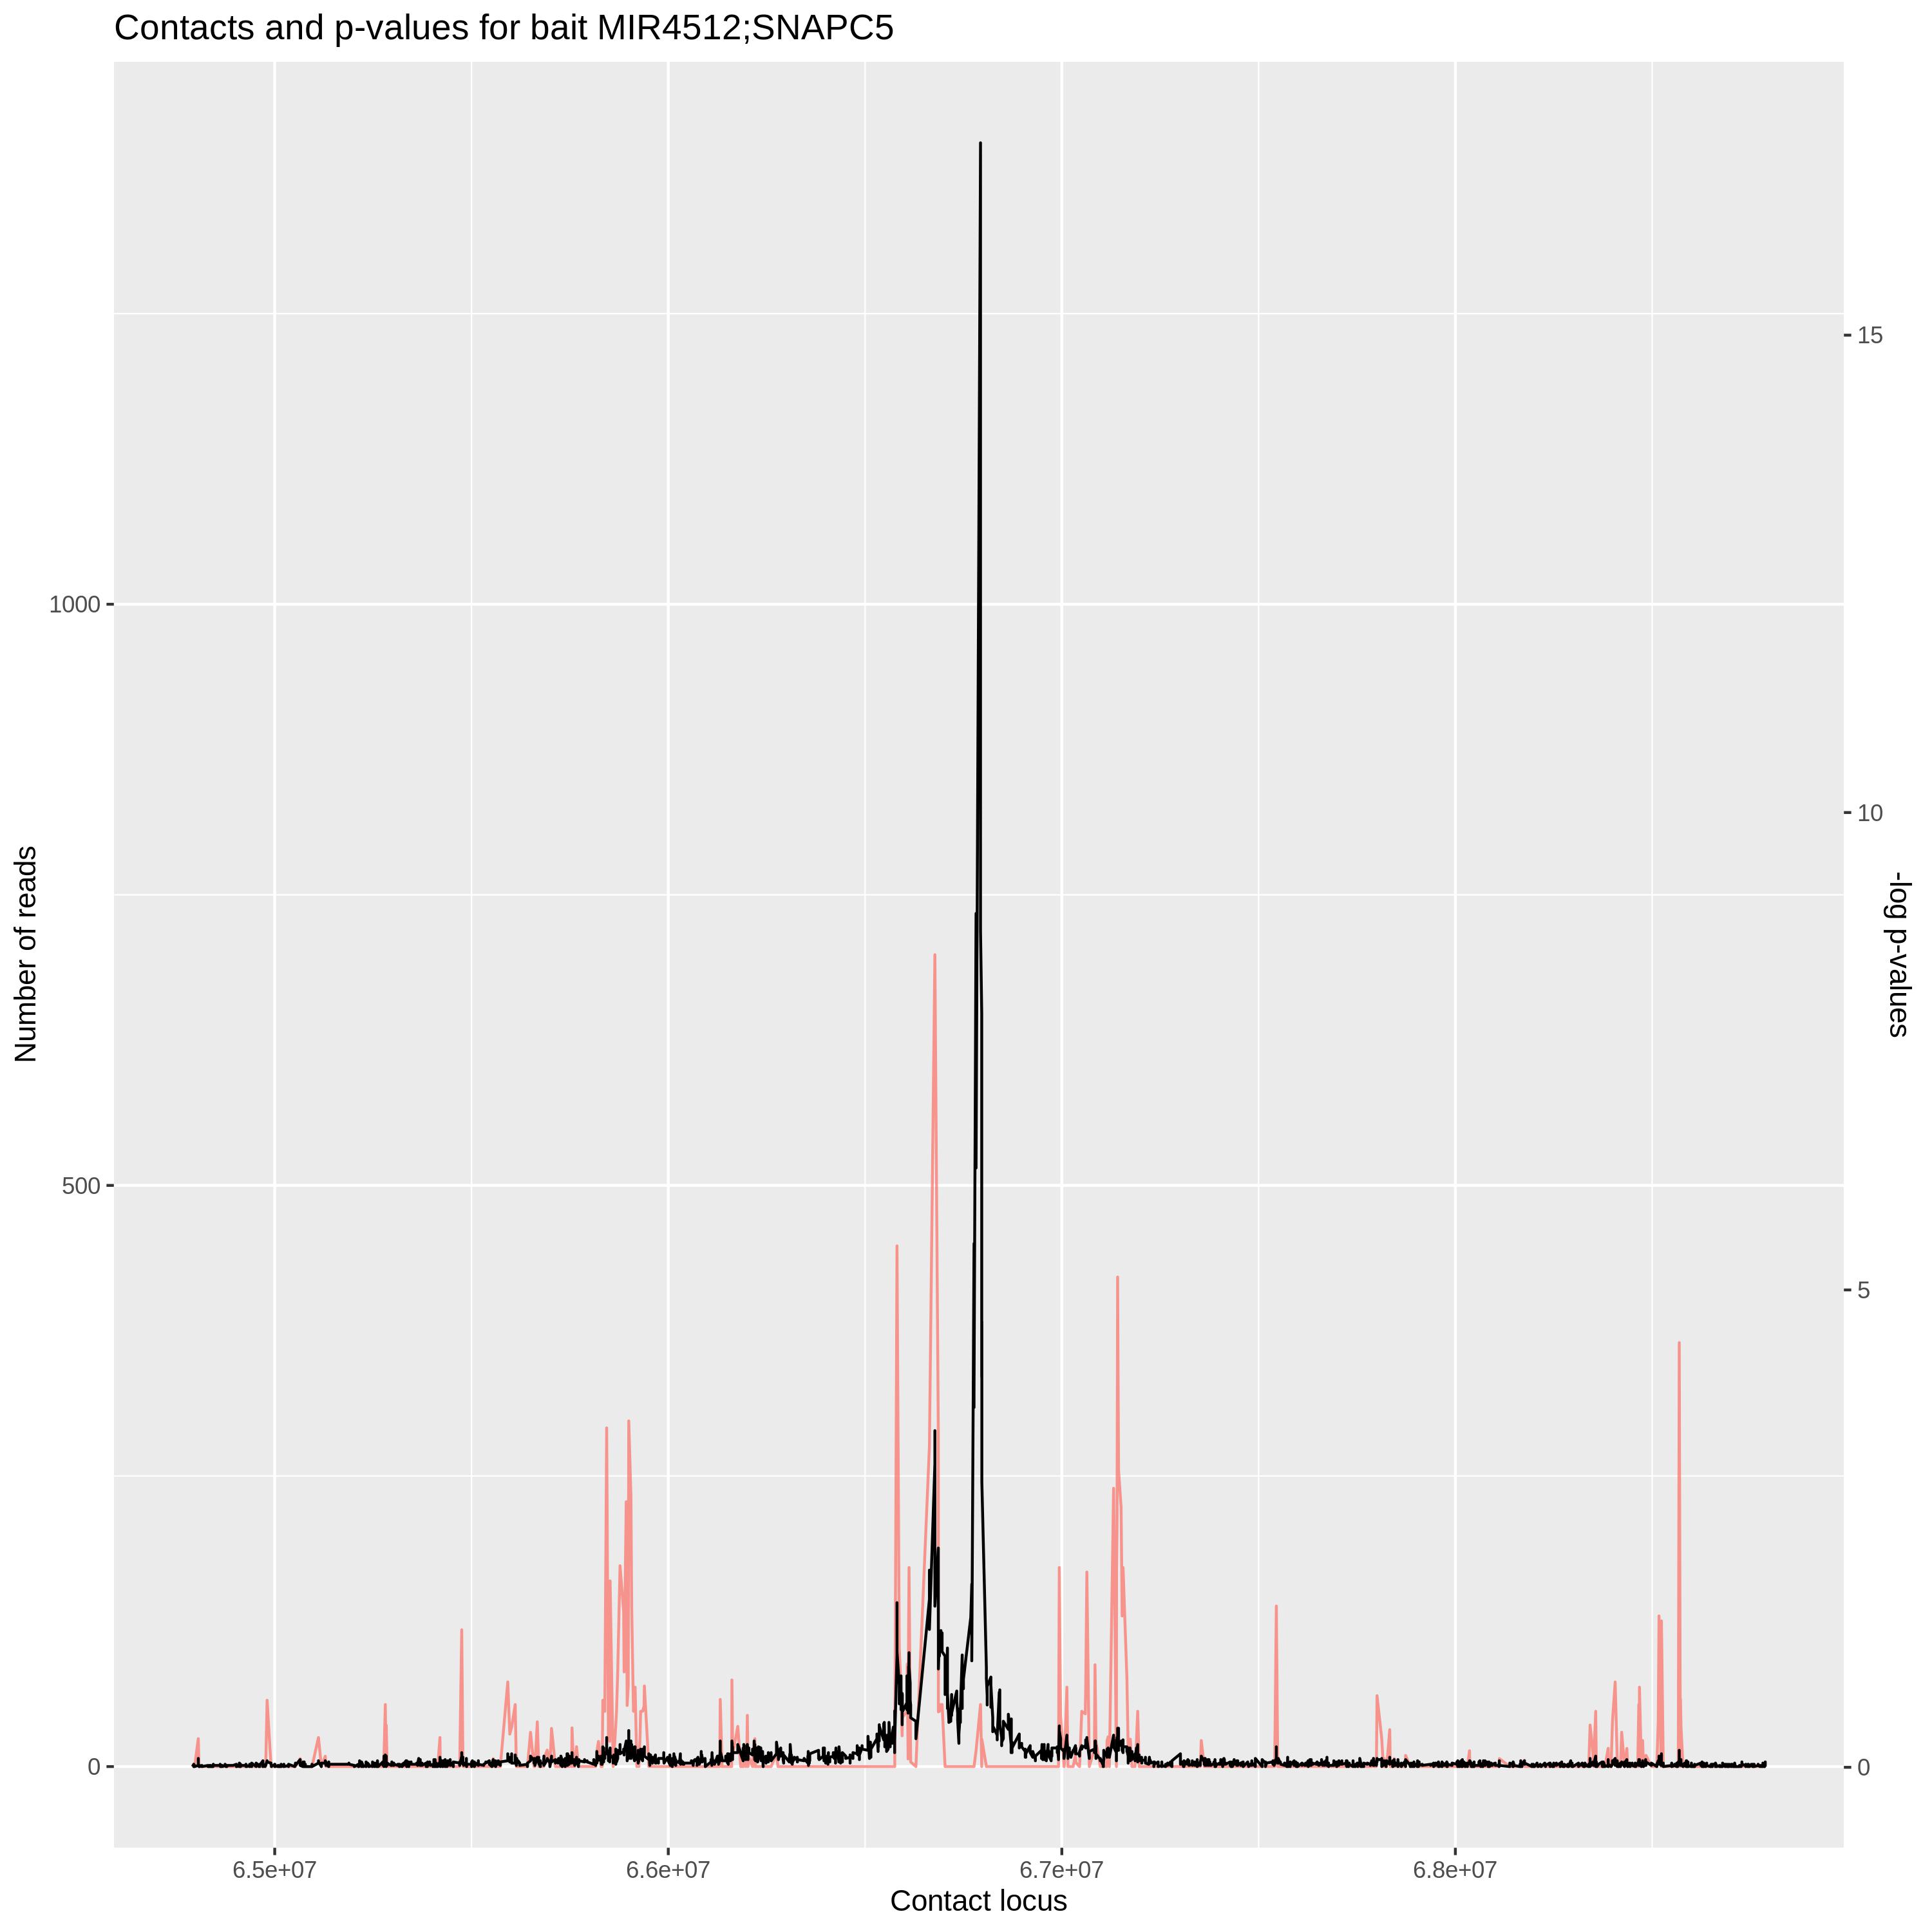 Contacts and p-values for bait MIR4512;SNAPC5
15
1000
10
Number of reads
-log p-values
500
5
0
0
6.5e+07
6.6e+07
6.7e+07
6.8e+07
Contact locus